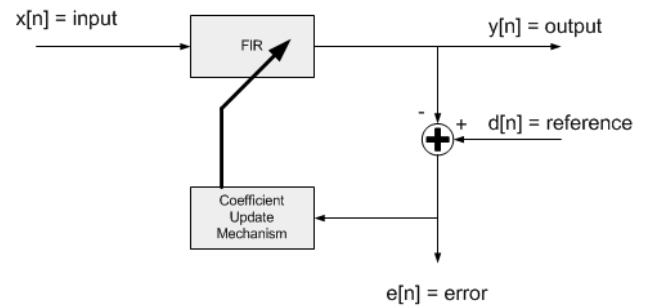 x[n] = input
FIR
y[n] = output
-
+
d[n] = reference
Coefficient
Update
Mechanism
e[n] = error